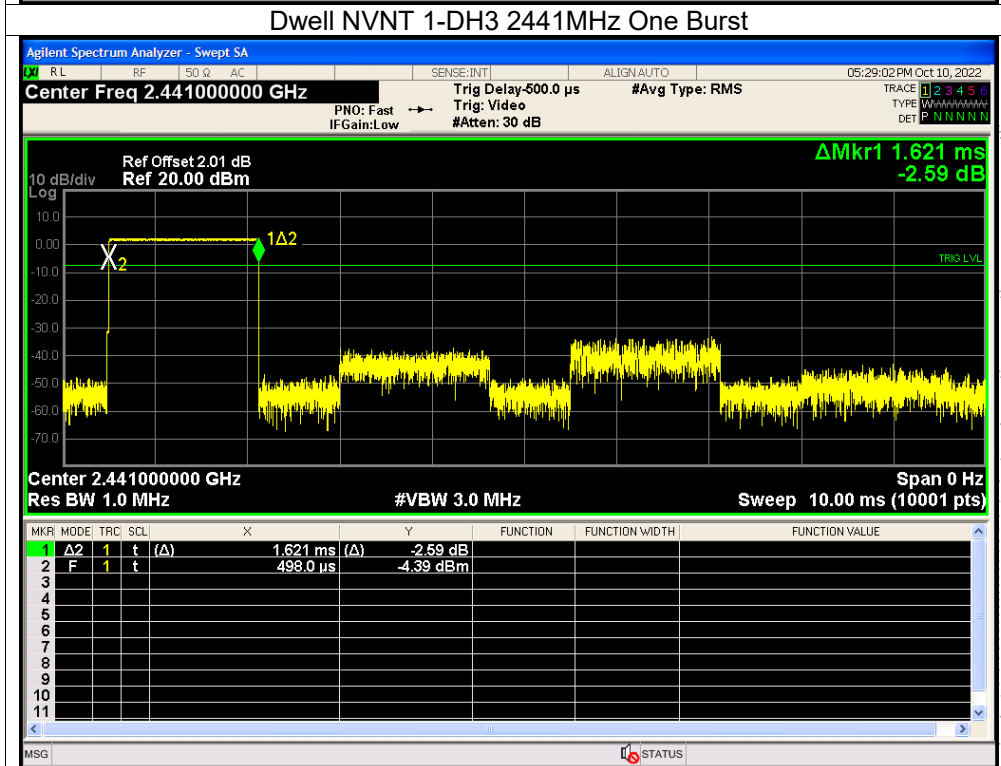 Dwell NVNT 1-DH3 2441MHz One Burst
Agilent Spectrum Analyzer - Swept SA
LXI RL RF 50 Ω AC SENSE:INT ALIGNAUTO 05:29:02 PM Oct 10, 2022
Center Freq 2.441000000 GHz
PNO: Fast
IFGain:Low
Trig Delay-500.0 µs
Trig: Video
#Atten: 30 dB
#Avg Type: RMS
TRACE 1 2 3 4 5 6
TYPE WWWWWW
DET P N N N N N
Ref Offset 2.01 dB
10 dB/div Ref 20.00 dBm
Log
ΔMkr1 1.621 ms
-2.59 dB
10.0
0.00
-10.0
-20.0
-30.0
-40.0
-50.0
-60.0
-70.0
1Δ2
2
TRIG LVL
Center 2.441000000 GHz Span 0 Hz
Res BW 1.0 MHz #VBW 3.0 MHz Sweep 10.00 ms (10001 pts)
MKR MODE TRC SCL X Y FUNCTION FUNCTION WIDTH FUNCTION VALUE
1 Δ2 1 t (Δ) 1.621 ms (Δ) -2.59 dB
2 F 1 t 498.0 µs -4.39 dBm
3
4
5
6
7
8
9
10
11
MSG STATUS